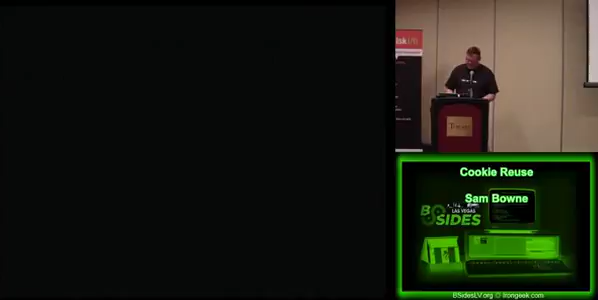 Cookie Reuse
Sam Bowne
LAS VEGAS
BSIDES
BSidesLV.org © Irongeek.com